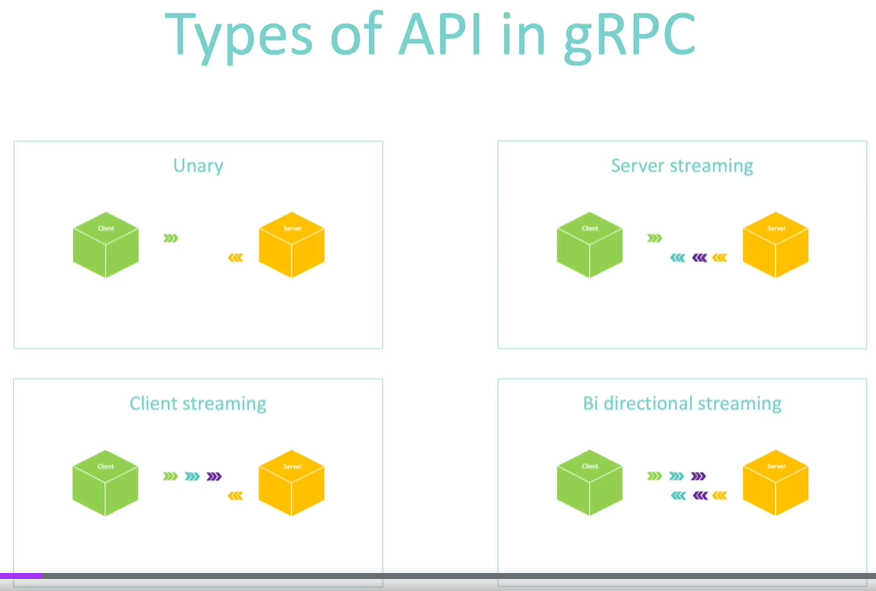 Types of API in gRPC
Unary
Client
Server
Server streaming
Client
Server
Client streaming
Client
Server
Bi directional streaming
Client
Server